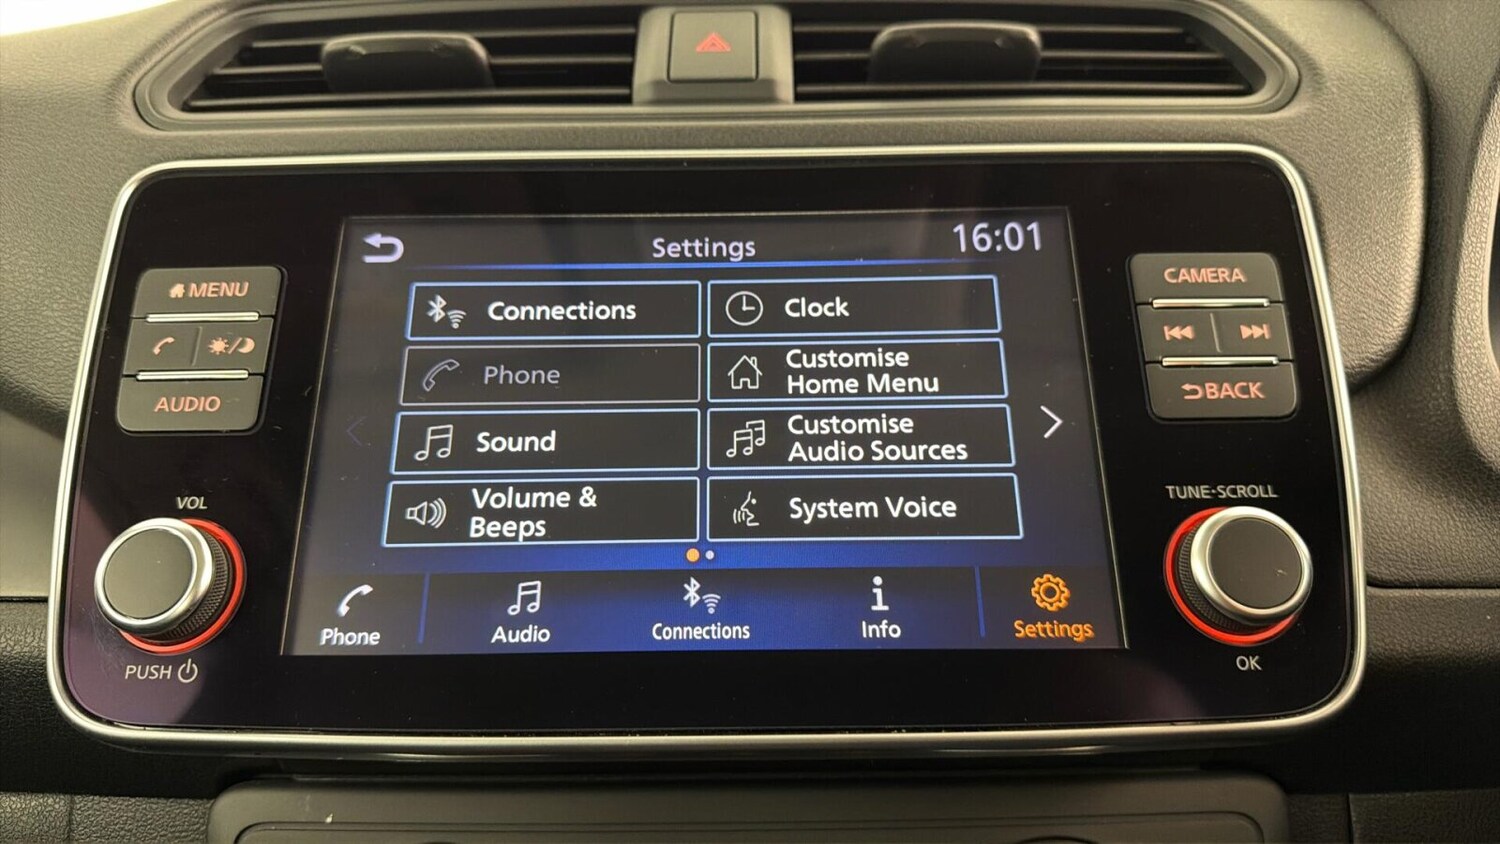 Settings
16:01
MENU
AUDIO
VOL
PUSH
Connections
Clock
Phone
Customise
Home Menu
Sound
Customise
Audio Sources
Volume &
Beeps
System Voice
Phone
Audio
Connections
Info
Settings
CAMERA
BACK
TUNE·SCROLL
OK